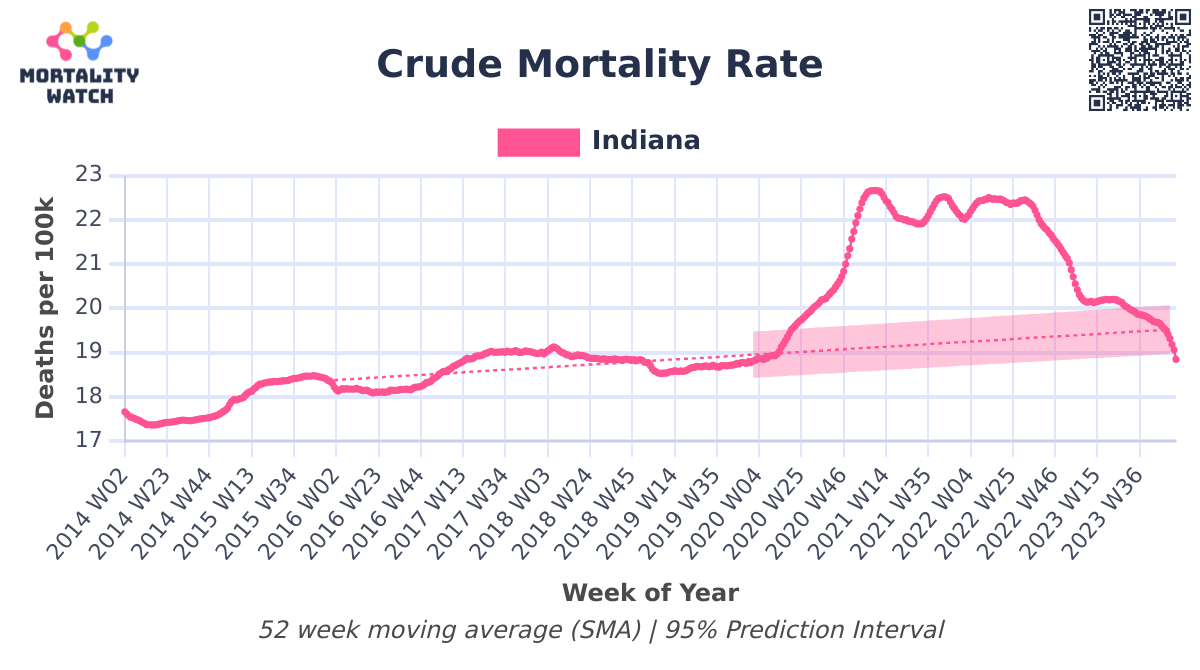 MORTALITY
WATCH
Crude Mortality Rate
Indiana
Deaths per 100k
23
22
21
20
19
18
17
2014 W02
2014 W23
2014 W44
2015 W13
2015 W34
2016 W02
2016 W23
2016 W44
2017 W13
2017 W34
2018 W03
2018 W24
2018 W45
2019 W14
2019 W35
2020 W04
2020 W25
2020 W46
2021 W14
2021 W35
2022 W04
2022 W25
2022 W46
2023 W15
2023 W36
Week of Year
52 week moving average (SMA) | 95% Prediction Interval